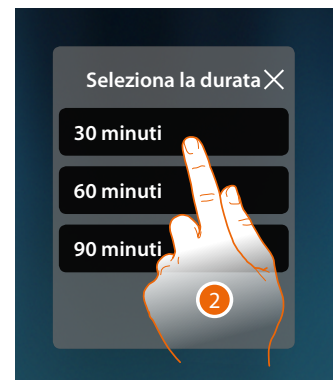 Seleziona la durata
30 minuti
60 minuti
90 minuti
2